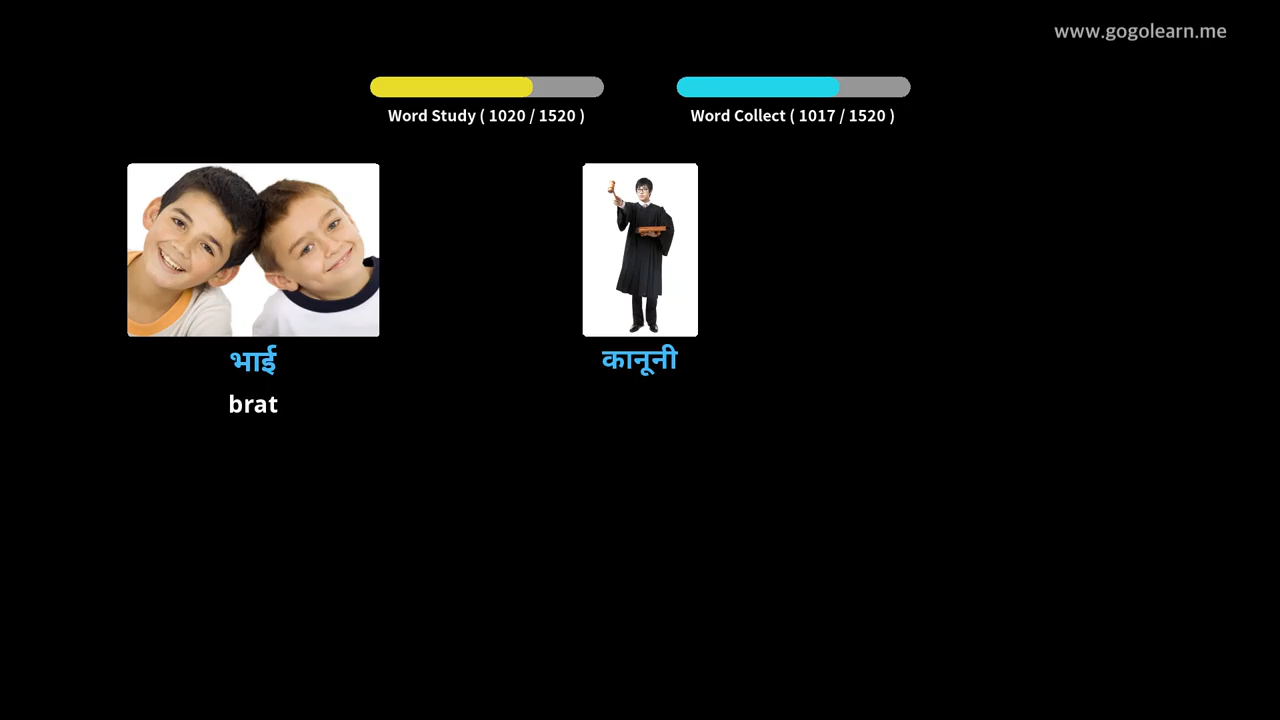 www.gogolearn.me
Word Study ( 1020 / 1520 )
Word Collect ( 1017 / 1520 )
भाई
कानूनी
brat